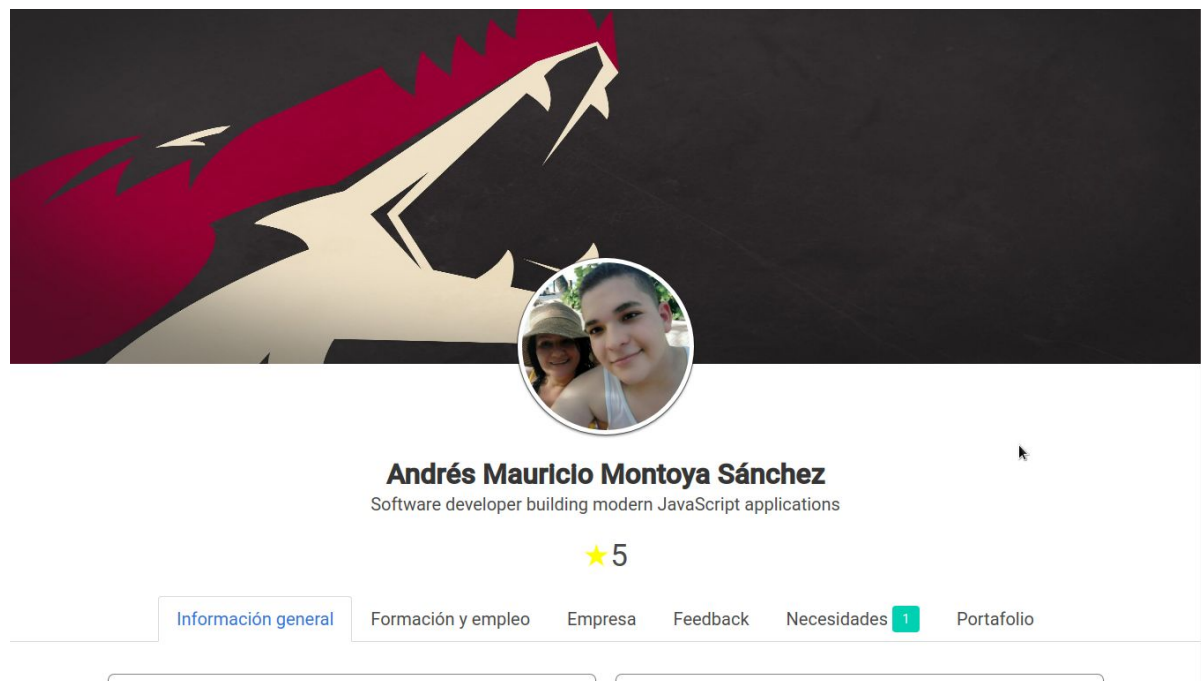 Andrés Mauricio Montoya Sánchez
Software developer building modern JavaScript applications
★5
Información general Formación y empleo Empresa Feedback Necesidades 1 Portafolio